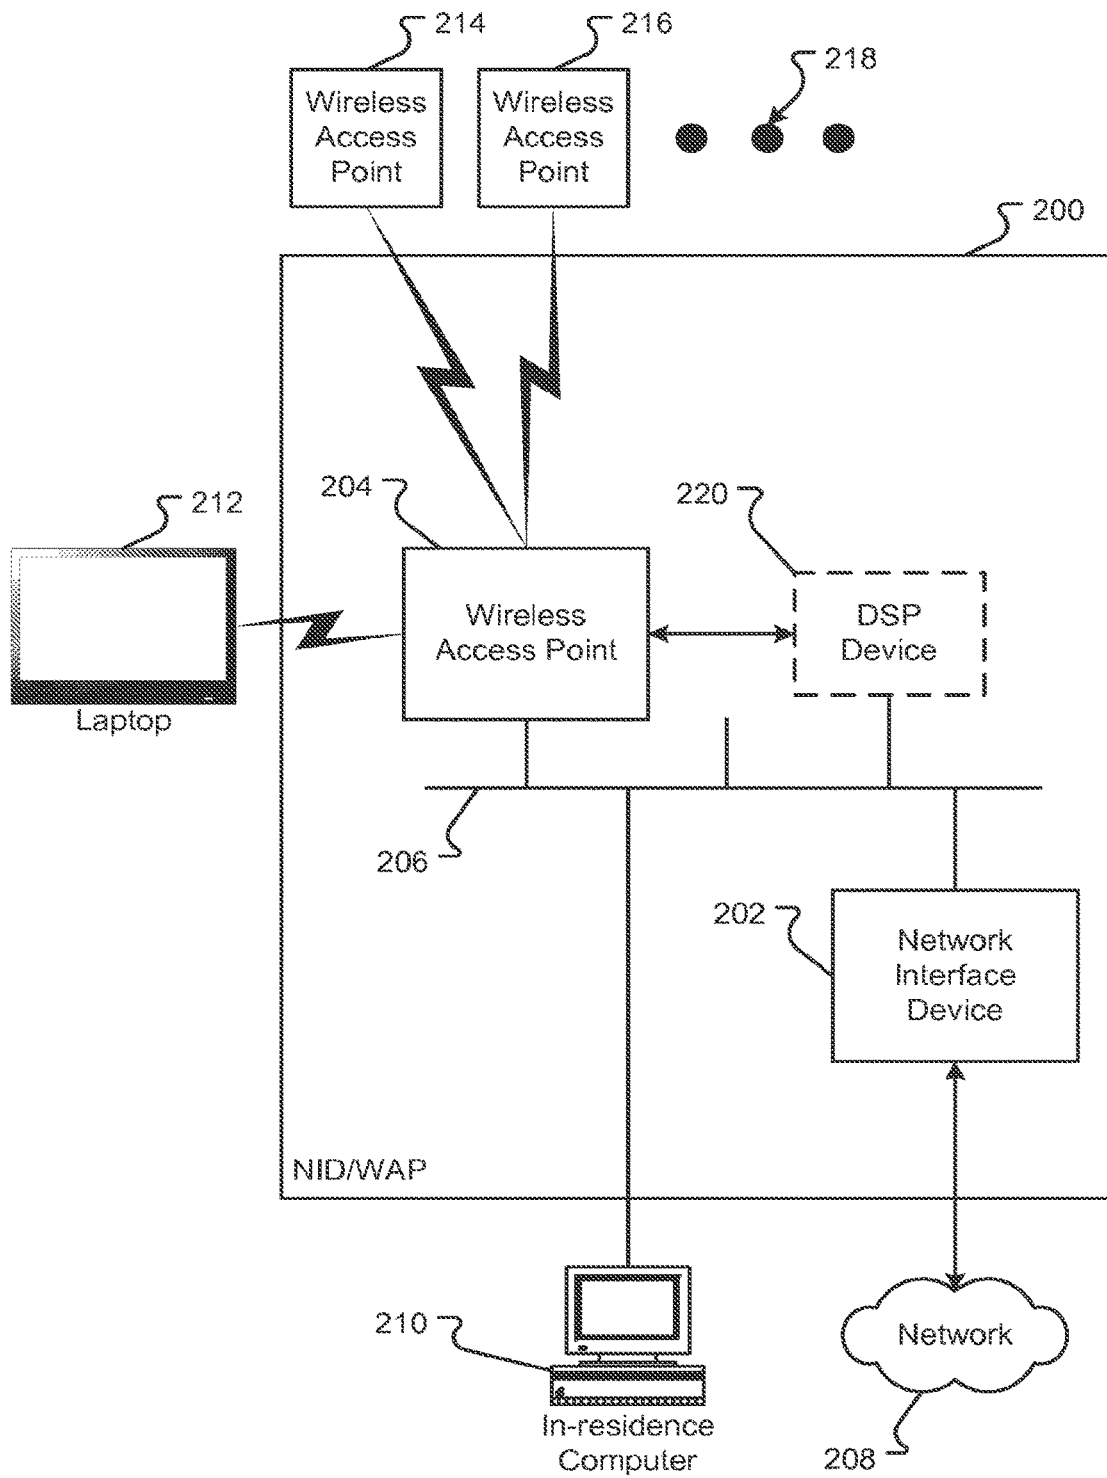 214
216
218
Wireless
Access
Point
Wireless
Access
Point
200
204
220
212
Wireless
Access Point
DSP
Device
Laptop
206
202
Network
Interface
Device
NID/WAP
210
Network
In-residence
Computer
208